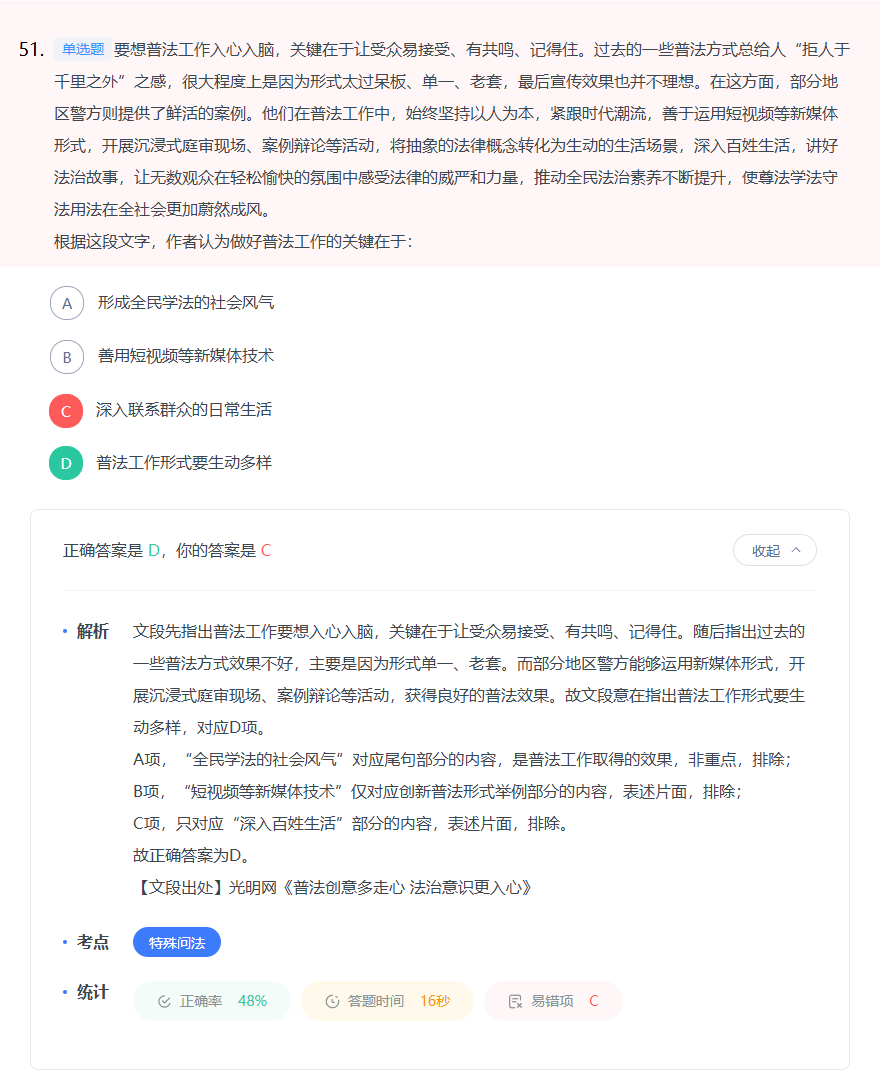 51. 单选题 要想普法工作入心入脑，关键在于让受众易接受、有共鸣、记得住。过去的一些普法方式总给人“拒人于
千里之外”之感，很大程度上是因为形式太过呆板、单一、老套，最后宣传效果也并不理想。在这方面，部分地
区警方则提供了鲜活的案例。他们在普法工作中，始终坚持以人为本，紧跟时代潮流，善于运用短视频等新媒体
形式，开展沉浸式庭审现场、案例辩论等活动，将抽象的法律概念转化为生动的生活场景，深入百姓生活，讲好
法治故事，让无数观众在轻松愉快的氛围中感受法律的威严和力量，推动全民法治素养不断提升，使尊法学法守
法用法在全社会更加蔚然成风。
根据这段文字，作者认为做好普法工作的关键在于：
A 形成全民学法的社会风气
B 善用短视频等新媒体技术
C 深入联系群众的日常生活
D 普法工作形式要生动多样
正确答案是 D，你的答案是 C
收起
解析 文段先指出普法工作要想入心入脑，关键在于让受众易接受、有共鸣、记得住。随后指出过去的
一些普法方式效果不好，主要是因为形式单一、老套。而部分地区警方能够运用新媒体形式，开
展沉浸式庭审现场、案例辩论等活动，获得良好的普法效果。故文段意在指出普法工作形式要生
动多样，对应D项。
A项，“全民学法的社会风气”对应尾句部分的内容，是普法工作取得的效果，非重点，排除；
B项，“短视频等新媒体技术”仅对应创新普法形式举例部分的内容，表述片面，排除；
C项，只对应“深入百姓生活”部分的内容，表述片面，排除。
故正确答案为D。
【文段出处】光明网《普法创意多走心 法治意识更入心》
考点 特殊问法
统计 正确率 48% 答题时间 16秒 易错项 C